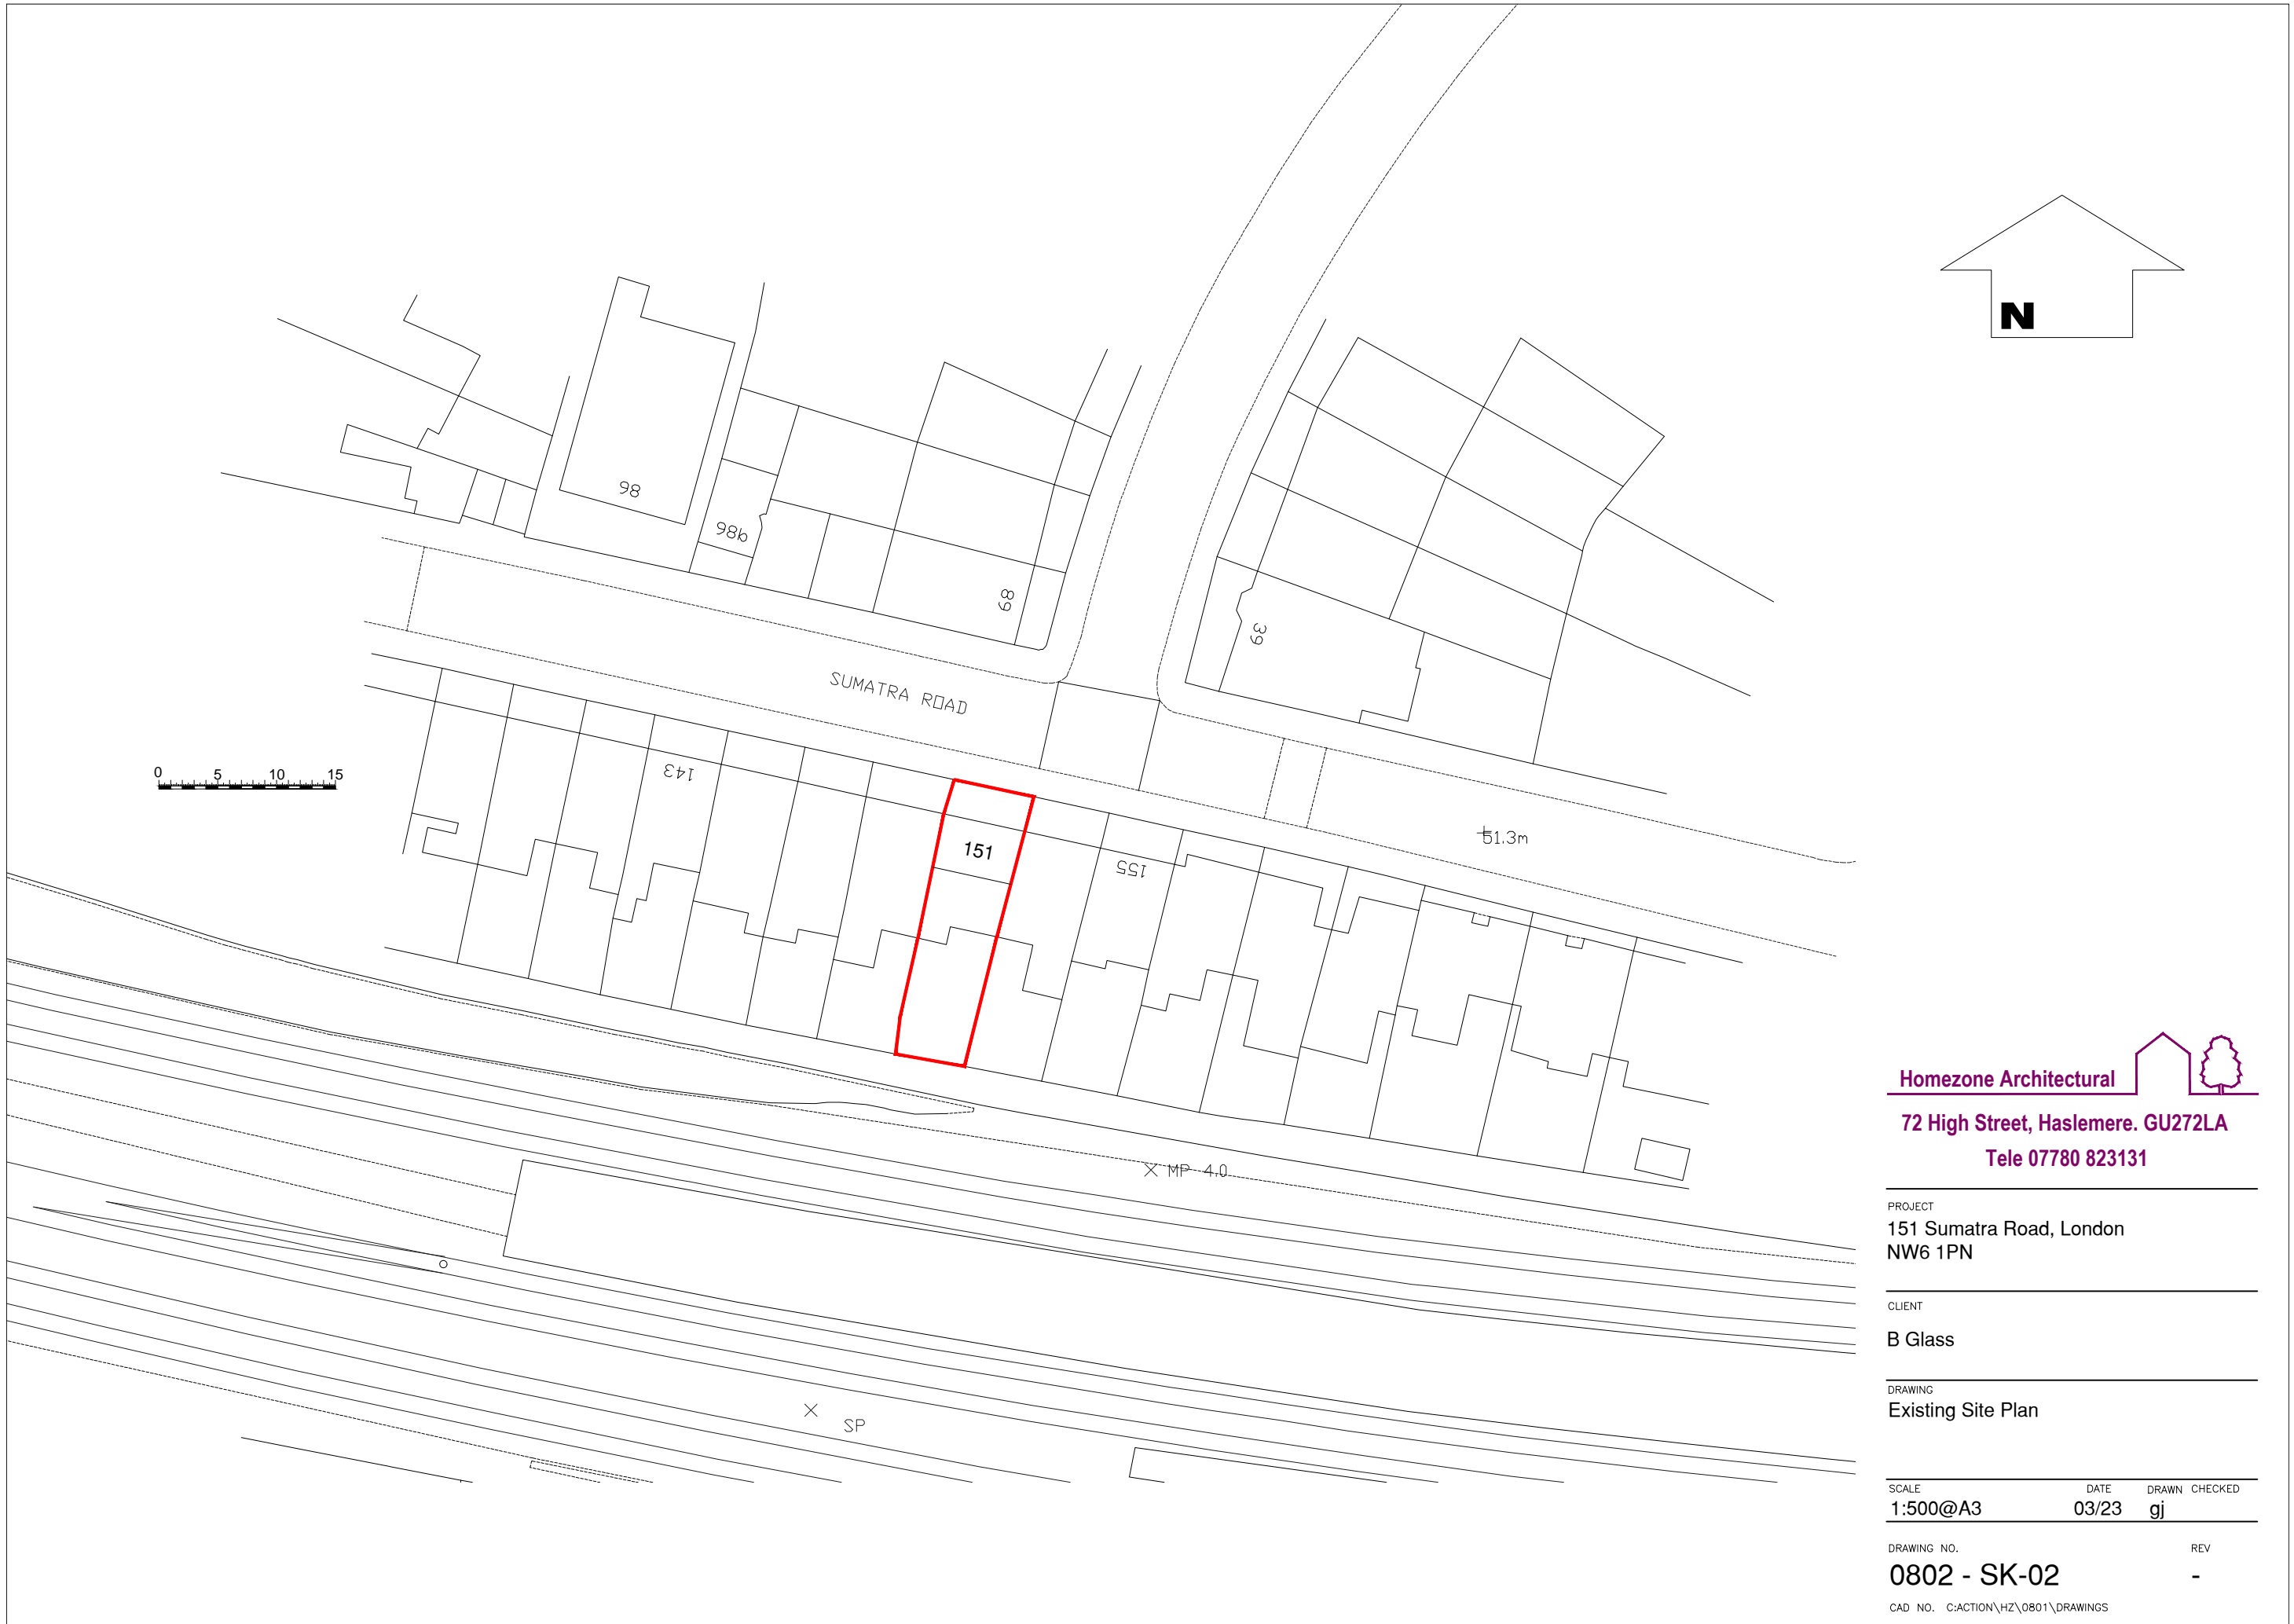 N
98
98b
89
39
SUMATRA ROAD
0 5 10 15
143
151
155
51.3m
MP 4.0
SP
Homezone Architectural
72 High Street, Haslemere. GU272LA
Tele 07780 823131
PROJECT
151 Sumatra Road, London
NW6 1PN
CLIENT
B Glass
DRAWING
Existing Site Plan
SCALE DATE DRAWN CHECKED
1:500@A3 03/23 gj
DRAWING NO. REV
0802 - SK-02 -
CAD NO. C:ACTION\HZ\0801\DRAWINGS